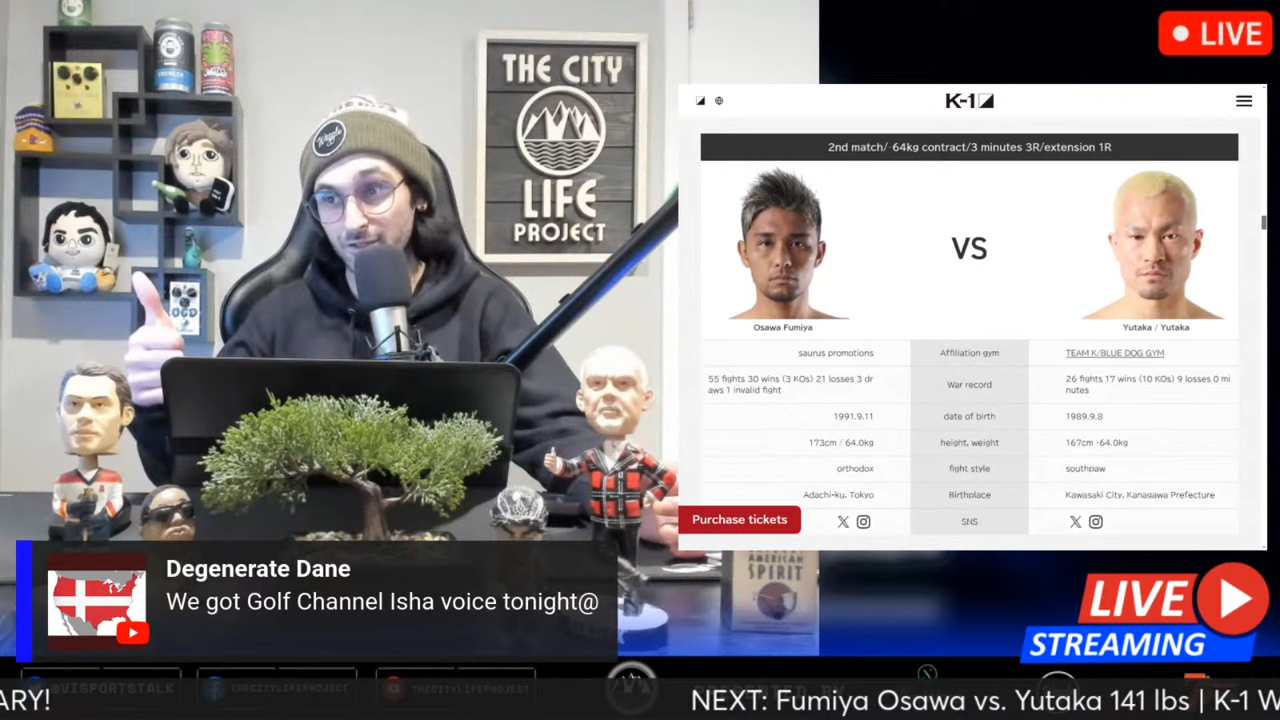 LIVE
THE CITY
LIFE
PROJECT
Waggle
OCD
K-1
2nd match/-64kg contract/3 minutes 3R/extension 1R
VS
Osawa Fumiya
Yutaka / Yutaka
saurus promotions
Affiliation gym
TEAM K/BLUE DOG GYM
55 fights 30 wins (3 KOs) 21 losses 3 dr
aws 1 invalid fight
War record
26 fights 17 wins (10 KOs) 9 losses 0 mi
nutes
1991.9.11
date of birth
1989.9.8
173cm / 64.0kg
height, weight
167cm ·64.0kg
orthodox
fight style
southpaw
Adachi-ku, Tokyo
Birthplace
Kawasaki City, Kanagawa Prefecture
Purchase tickets
SNS
AMERICAN
SPIRIT
Degenerate Dane
We got Golf Channel Isha voice tonight@
LIVE
STREAMING
@VISPORTSTALK
THECITYLIFEPROJECT
THECITYLIFEPROJECT
ARY!
NEXT: Fumiya Osawa vs. Yutaka 141 lbs | K-1 W